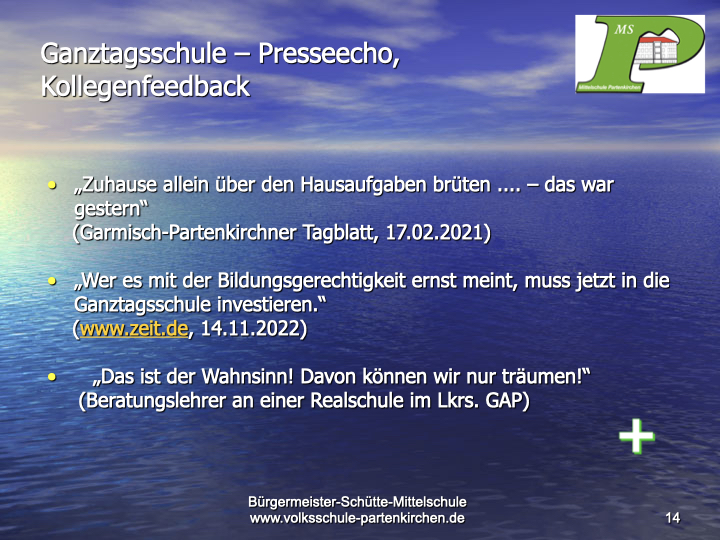 Ganztagsschule – Presseecho,
Kollegenfeedback
MS
Mittelschule Partenkirchen
• „Zuhause allein über den Hausaufgaben brüten .... – das war
gestern“
(Garmisch-Partenkirchner Tagblatt, 17.02.2021)
• „Wer es mit der Bildungsgerechtigkeit ernst meint, muss jetzt in die
Ganztagsschule investieren.“
(www.zeit.de, 14.11.2022)
• „Das ist der Wahnsinn! Davon können wir nur träumen!“
(Beratungslehrer an einer Realschule im Lkrs. GAP)
+
Bürgermeister-Schütte-Mittelschule
www.volksschule-partenkirchen.de
14